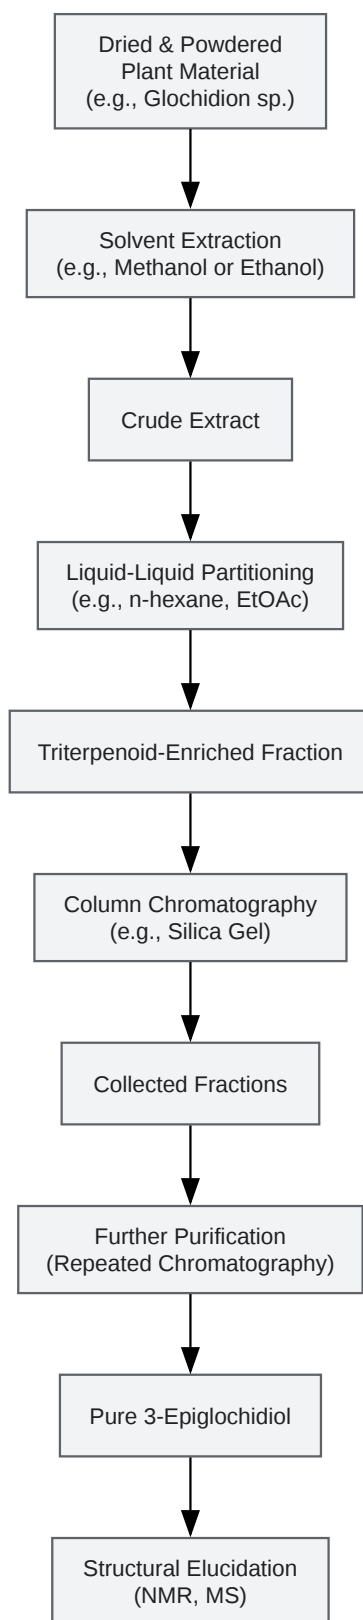 Dried & Powdered
Plant Material
(e.g., Glochidion sp.)
Solvent Extraction
(e.g., Methanol or Ethanol)
Crude Extract
Liquid-Liquid Partitioning
(e.g., n-hexane, EtOAc)
Triterpenoid-Enriched Fraction
Column Chromatography
(e.g., Silica Gel)
Collected Fractions
Further Purification
(Repeated Chromatography)
Pure 3-Epiglochidiol
Structural Elucidation
(NMR, MS)